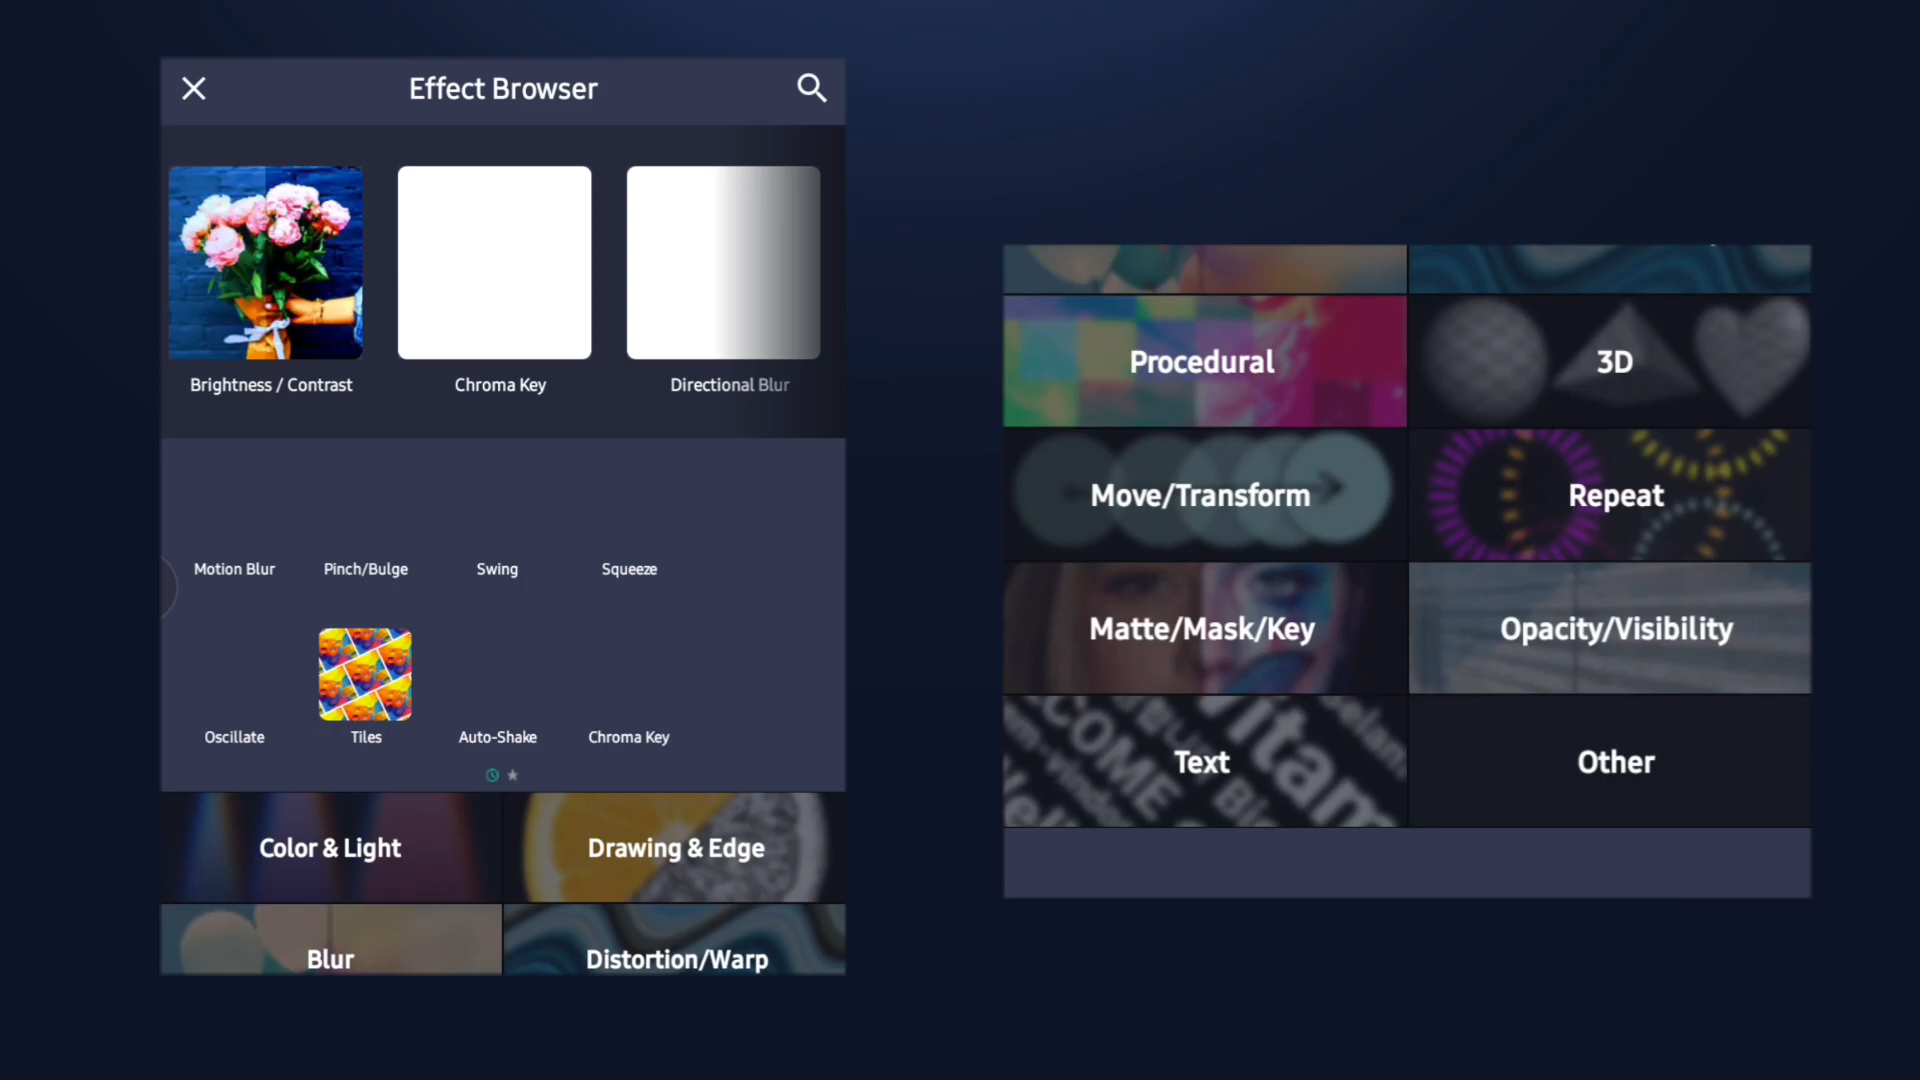 Effect Browser
Brightness / Contrast
Chroma Key
Directional Blur
Motion Blur
Pinch/Bulge
Swing
Squeeze
Oscillate
Tiles
Auto-Shake
Chroma Key
Color & Light
Drawing & Edge
Blur
Distortion/Warp
Procedural
3D
Move/Transform
Repeat
Matte/Mask/Key
Opacity/Visibility
Text
Other
COME
Vitam